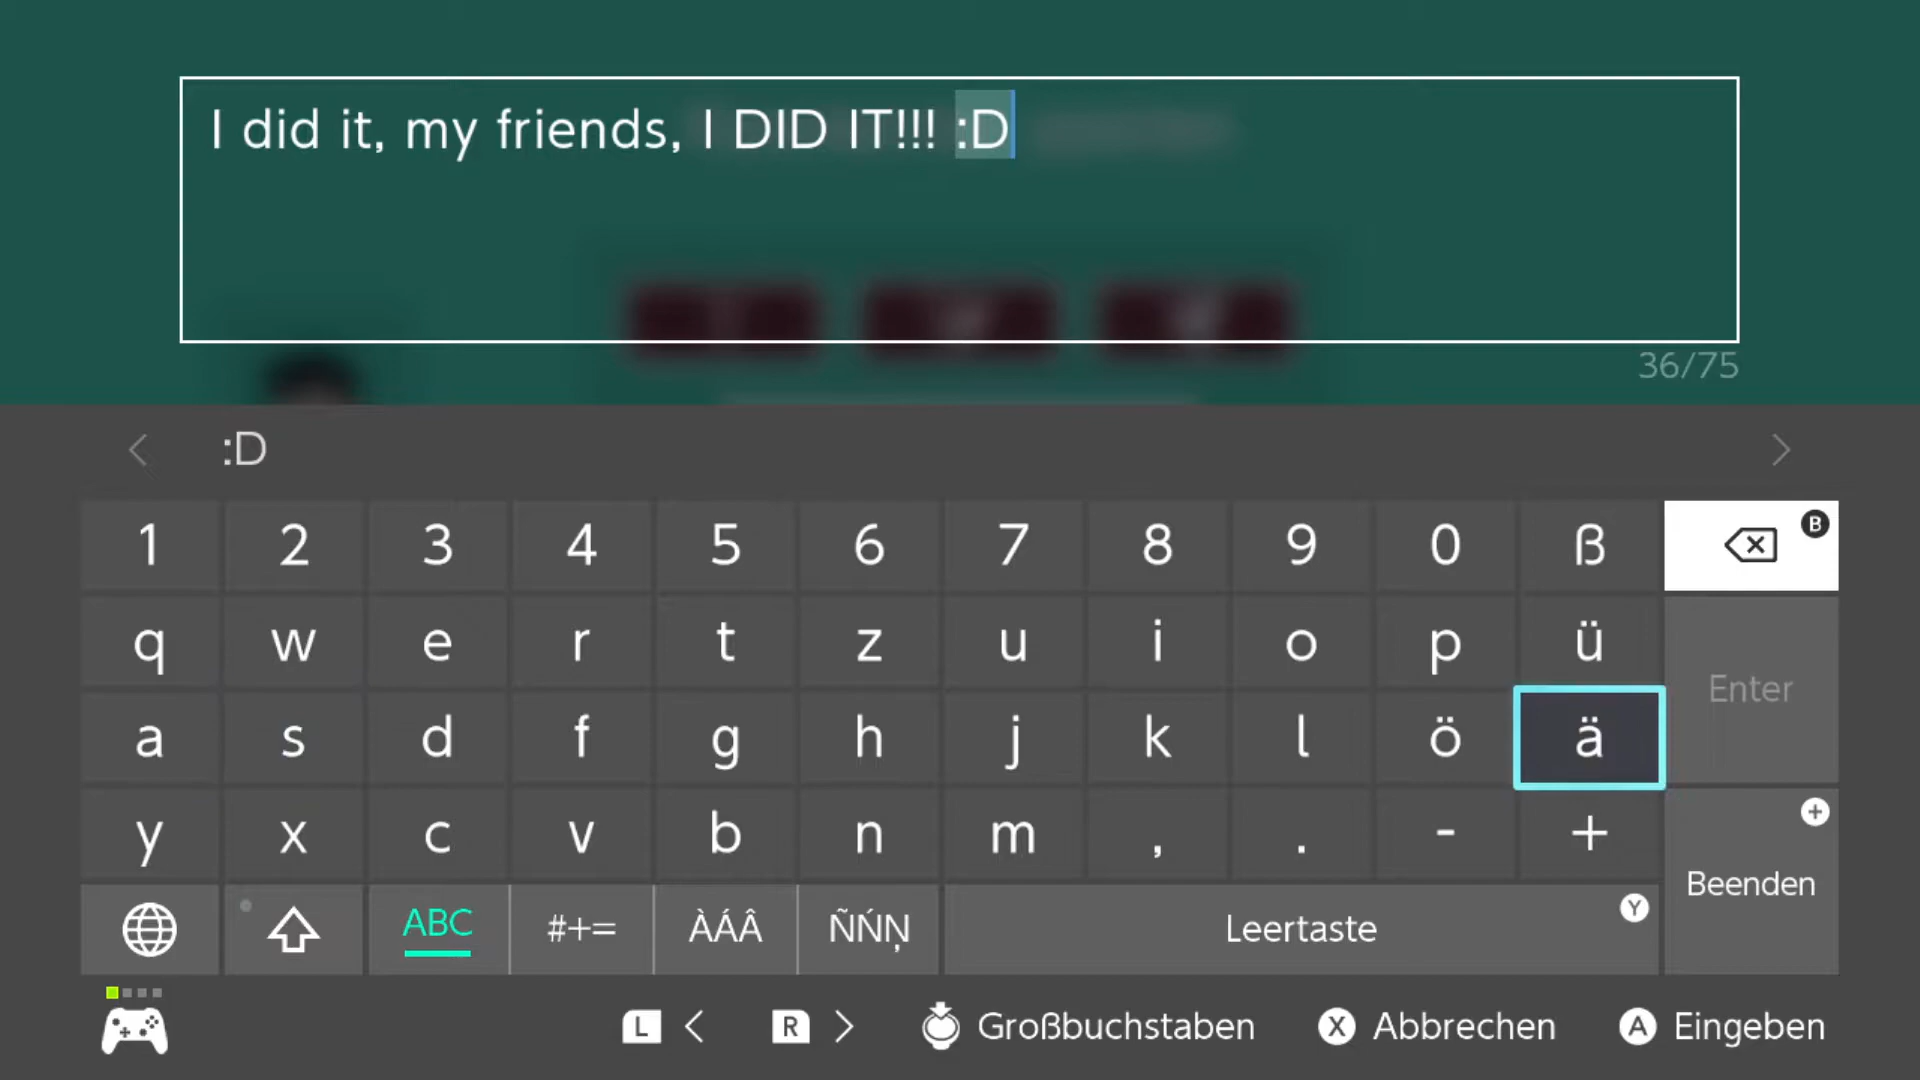 I did it, my friends, I DID IT!!! :D
36/75
:D
1 2 3 4 5 6 7 8 9 0 ß B
q w e r t z u i o p ü Enter
a s d f g h j k l ö ä
y x c v b n m , . - + Beenden
ABC #+= ÀÁÂ ÑŃŅ Leertaste Y
L < R > Großbuchstaben X Abbrechen A Eingeben